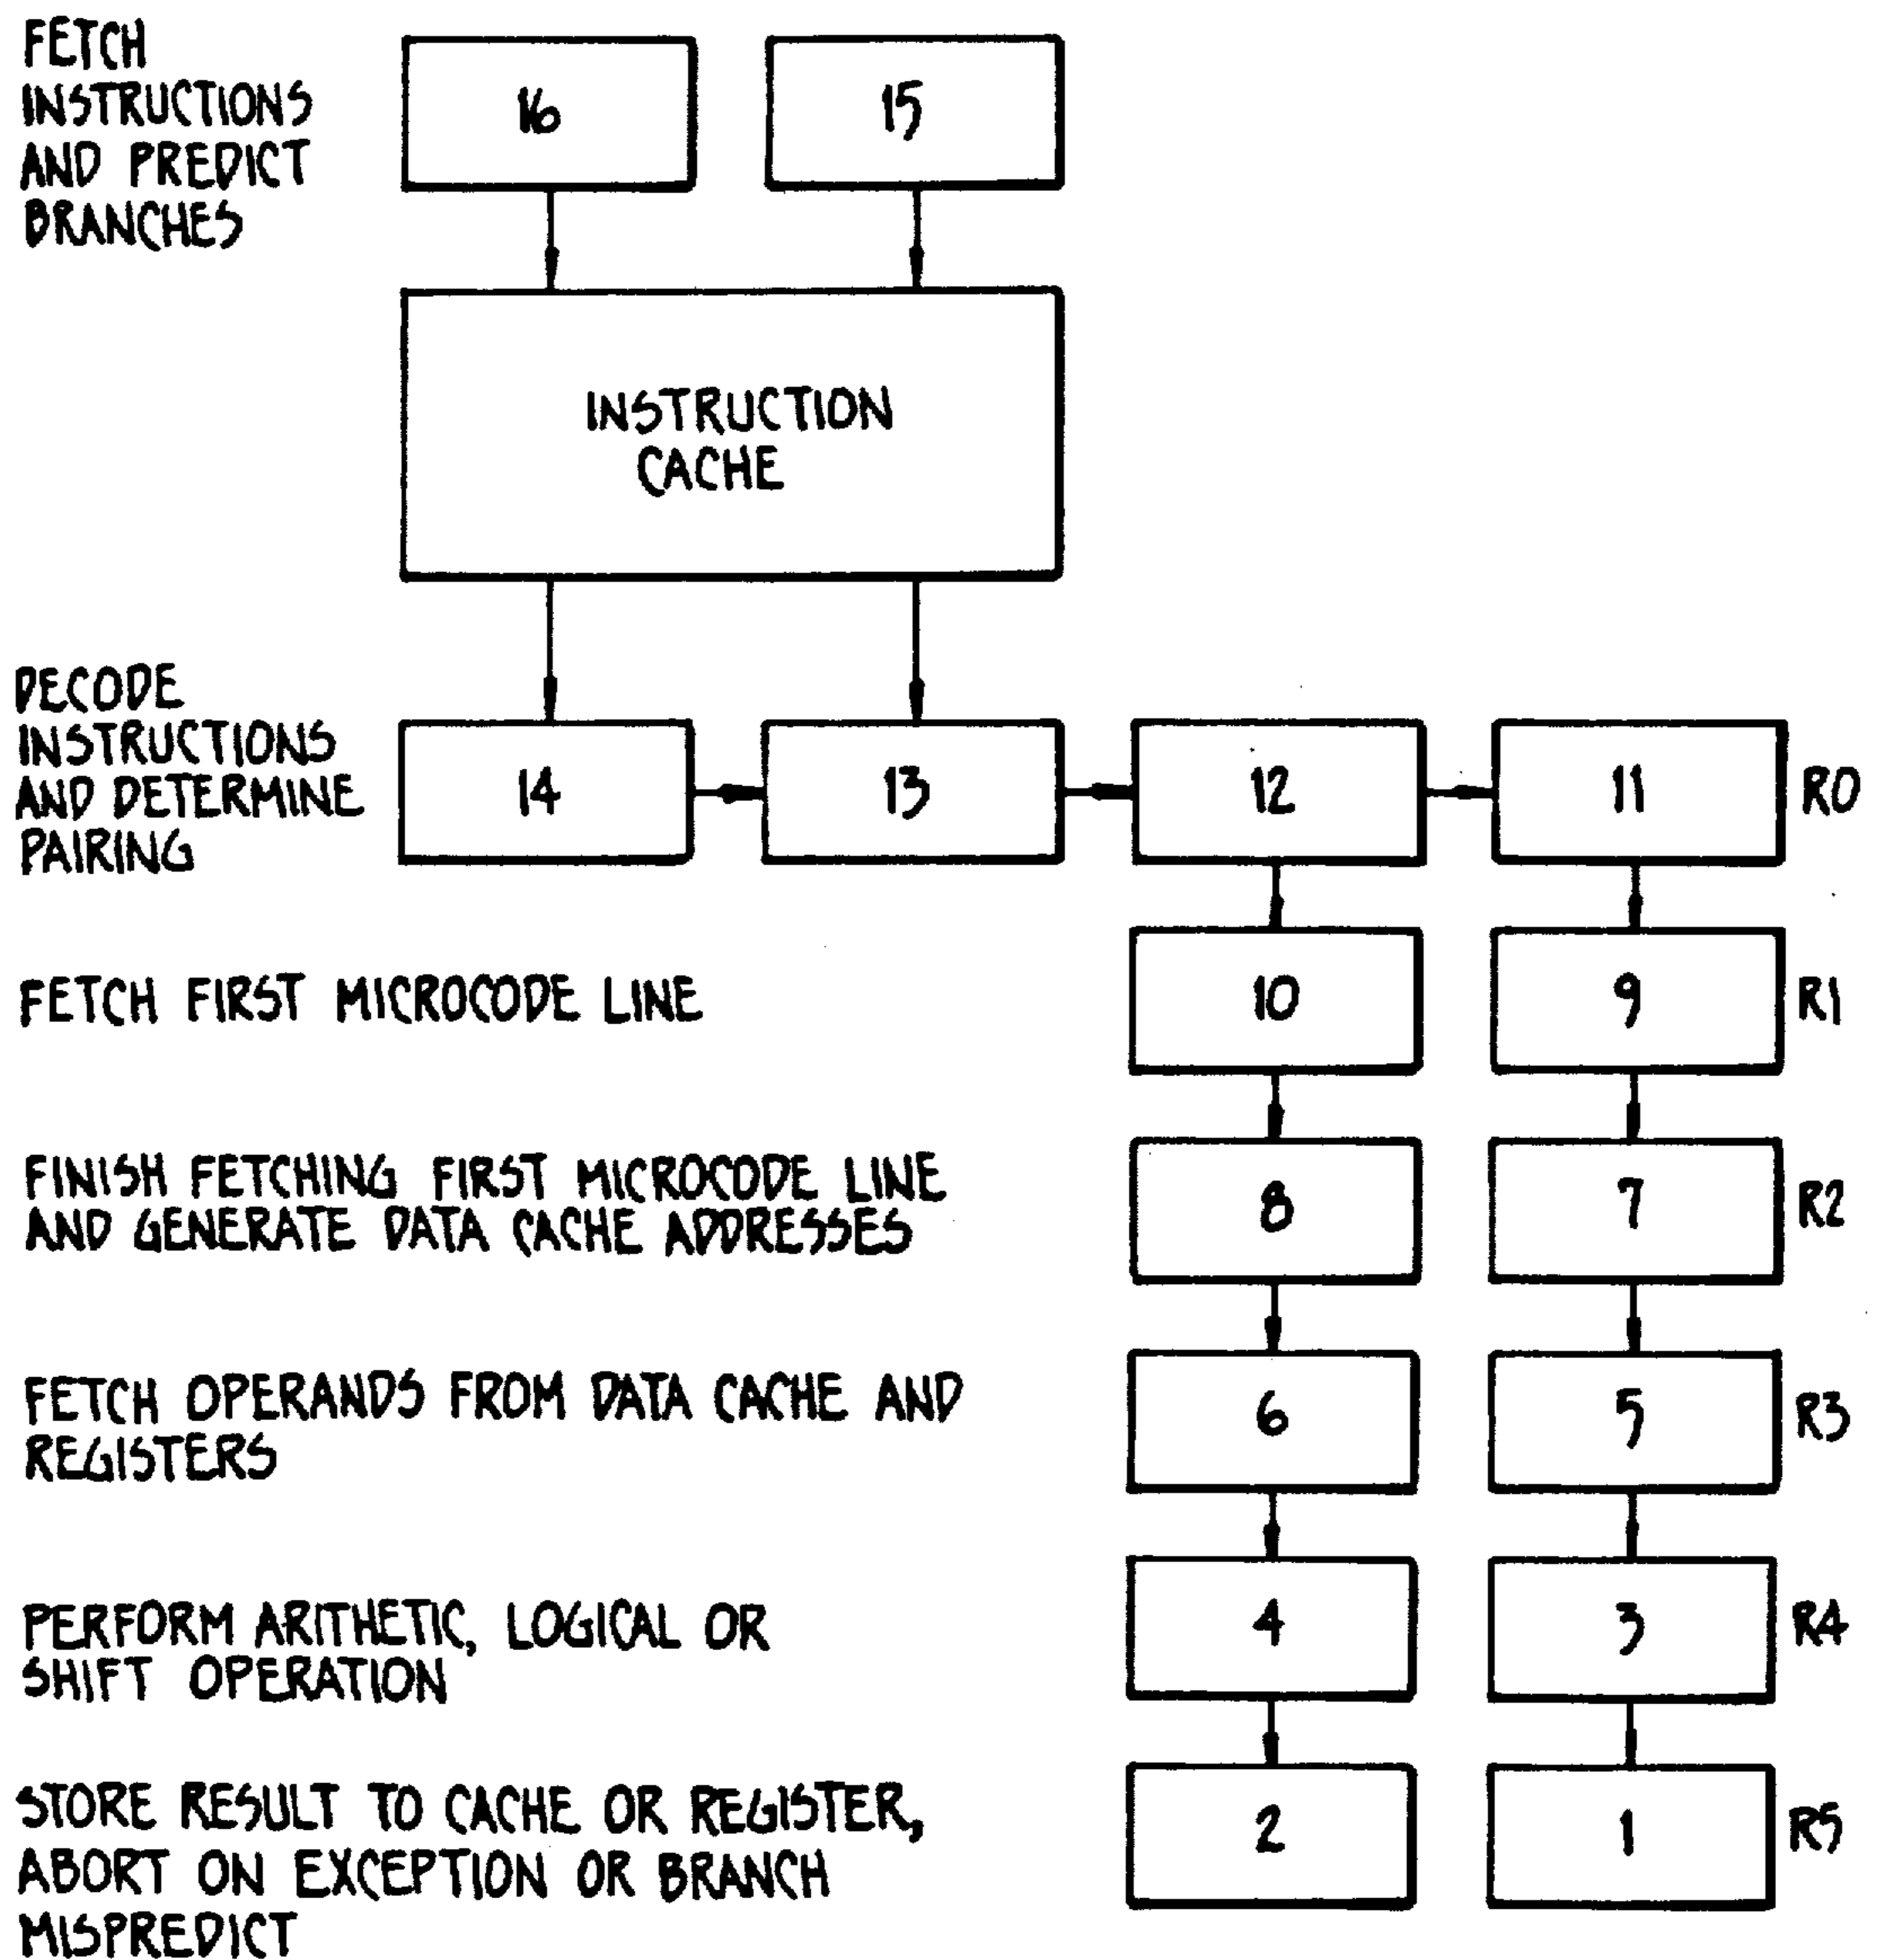 FETCH
INSTRUCTIONS
AND PREDICT
BRANCHES
16
15
INSTRUCTION
CACHE
DECODE
INSTRUCTIONS
AND DETERMINE
PAIRING
14
13
12
11
R0
FETCH FIRST MICROCODE LINE
10
9
R1
FINISH FETCHING FIRST MICROCODE LINE
AND GENERATE DATA CACHE ADDRESSES
8
7
R2
FETCH OPERANDS FROM DATA CACHE AND
REGISTERS
6
5
R3
PERFORM ARITHETIC, LOGICAL OR
SHIFT OPERATION
4
3
R4
STORE RESULT TO CACHE OR REGISTER,
ABORT ON EXCEPTION OR BRANCH
MISPREDICT
2
1
R5